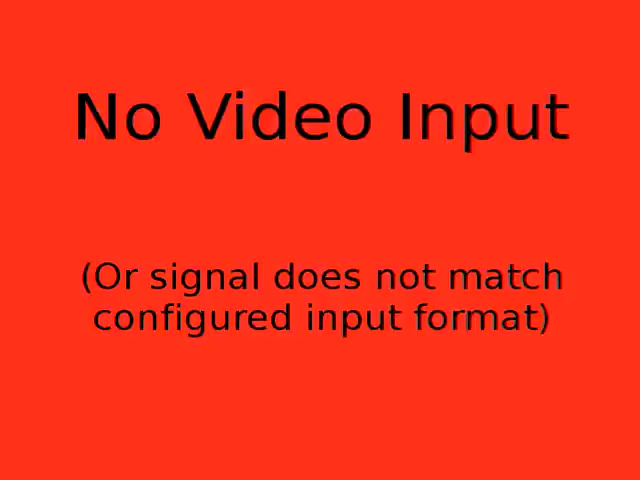 No Video Input
(Or signal does not match
configured input format)